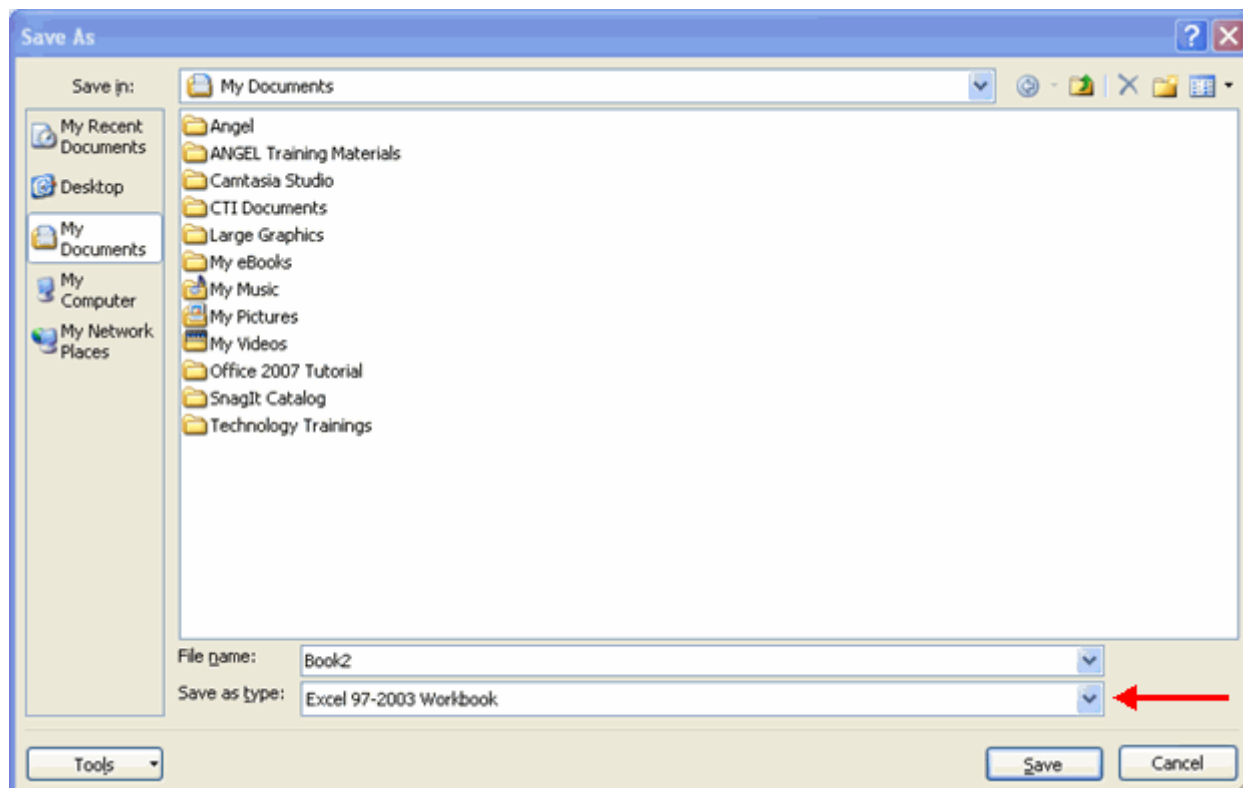 Save As
Save in:
My Documents
My Recent
Documents
Desktop
My
Documents
My
Computer
My Network
Places
Angel
ANGEL Training Materials
Camtasia Studio
CTI Documents
Large Graphics
My eBooks
My Music
My Pictures
My Videos
Office 2007 Tutorial
SnagIt Catalog
Technology Trainings
File name:
Book2
Save as type:
Excel 97-2003 Workbook
Tools
Save
Cancel